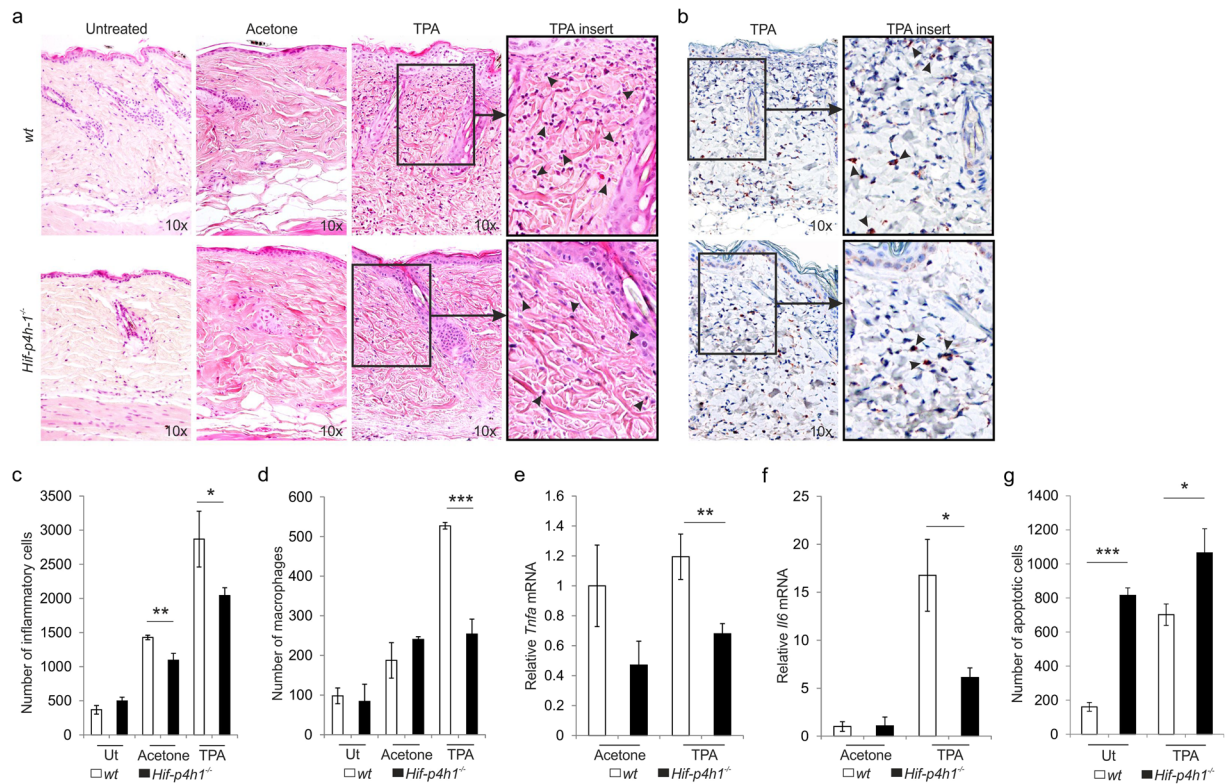 a
b
Untreated
Acetone
TPA
TPA insert
TPA
TPA insert
wt
10x
10x
10x
10x
Hif-p4h-1-/-
10x
10x
10x
10x
c
d
e
f
g
Number of inflammatory cells
3500
3000
2500
2000
1500
1000
500
0
*
**
Ut
Acetone
TPA
wt
Hif-p4h1-/-
Number of macrophages
600
500
400
300
200
100
0
***
Ut
Acetone
TPA
wt
Hif-p4h1-/-
Relative Tnfa mRNA
1.6
1.4
1.2
1
0.8
0.6
0.4
0.2
0
**
Acetone
TPA
wt
Hif-p4h1-/-
Relative Il6 mRNA
25
20
15
10
5
0
*
Acetone
TPA
wt
Hif-p4h1-/-
Number of apoptotic cells
1400
1200
1000
800
600
400
200
0
***
*
Ut
TPA
wt
Hif-p4h1-/-